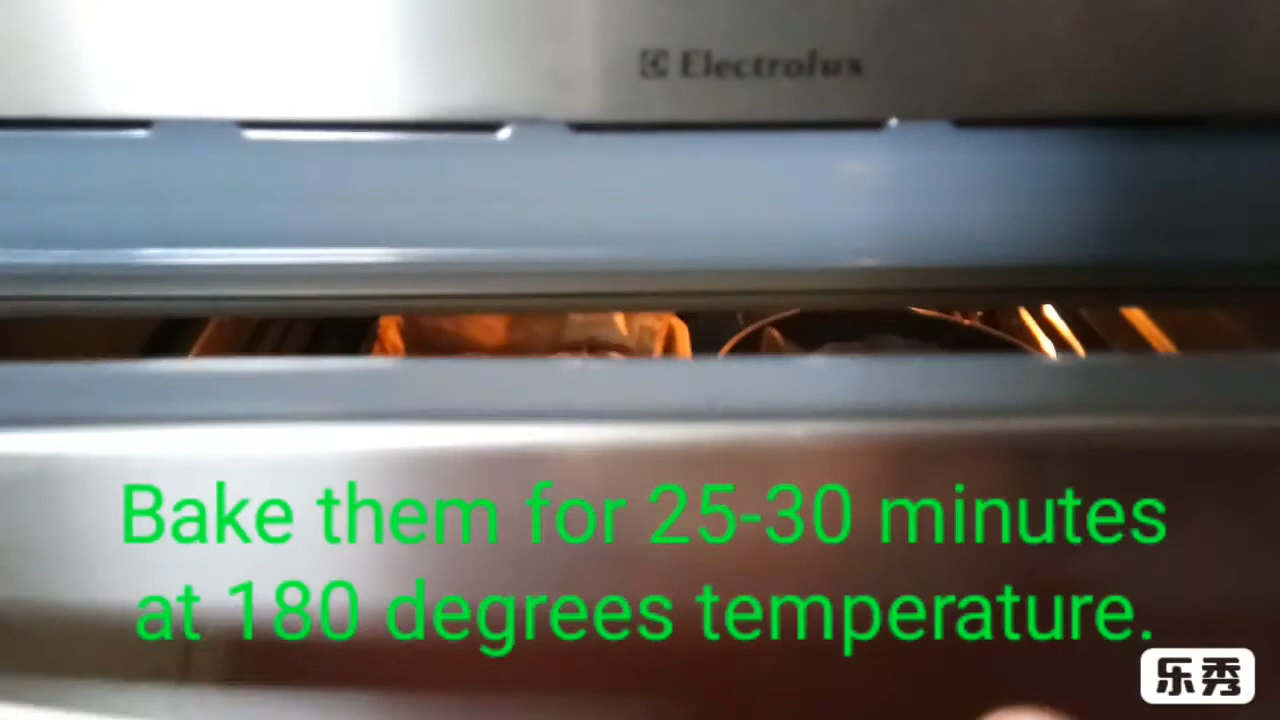 Electrolux
Bake them for 25-30 minutes
at 180 degrees temperature.
乐秀